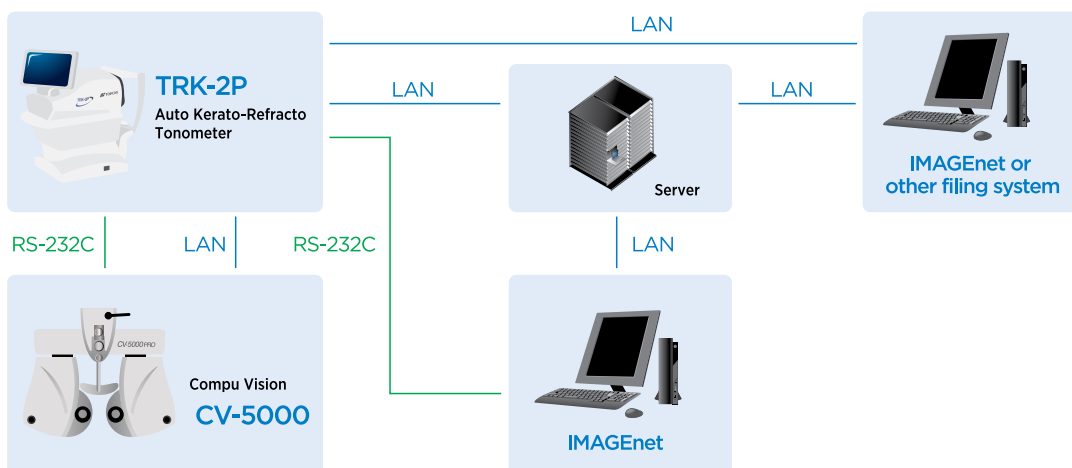 LAN
TRK-2P
Auto Kerato-Refracto
Tonometer
LAN
Server
LAN
IMAGEnet or
other filing system
RS-232C
LAN
RS-232C
LAN
CV-5000PRO
Compu Vision
CV-5000
IMAGEnet